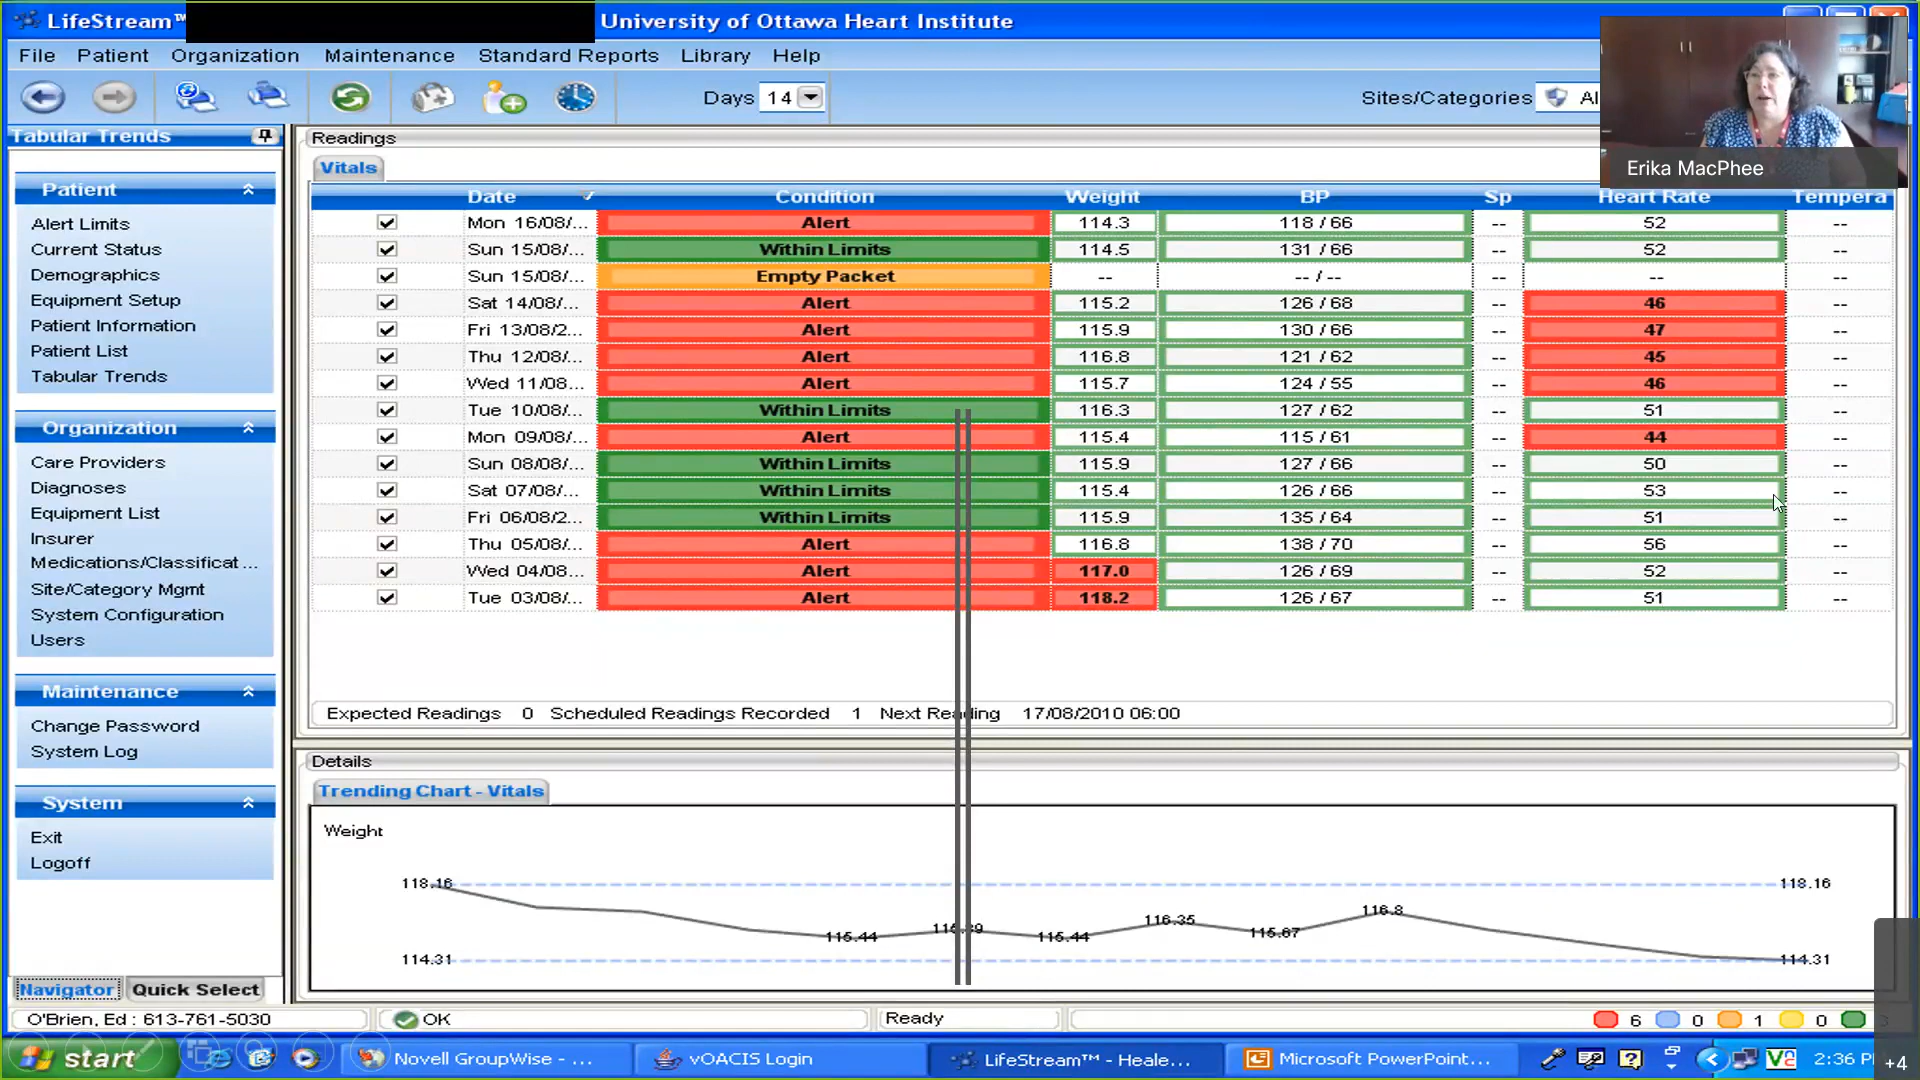 LifeStream™ University of Ottawa Heart Institute
File Patient Organization Maintenance Standard Reports Library Help
Days 14 Sites/Categories Al
Erika MacPhee
Tabular Trends
Patient
Alert Limits
Current Status
Demographics
Equipment Setup
Patient Information
Patient List
Tabular Trends
Organization
Care Providers
Diagnoses
Equipment List
Insurer
Medications/Classificat ...
Site/Category Mgmt
System Configuration
Users
Maintenance
Change Password
System Log
System
Exit
Logoff
Navigator Quick Select
Readings
Vitals
Date Condition Weight BP Sp Heart Rate Tempera
Mon 16/08/... Alert 114.3 118 / 66 -- 52 --
Sun 15/08/... Within Limits 114.5 131 / 66 -- 52 --
Sun 15/08/... Empty Packet -- -- / -- -- -- --
Sat 14/08/... Alert 115.2 126 / 68 -- 46 --
Fri 13/08/2... Alert 115.9 130 / 66 -- 47 --
Thu 12/08/... Alert 116.8 121 / 62 -- 45 --
Wed 11/08... Alert 115.7 124 / 55 -- 46 --
Tue 10/08/... Within Limits 116.3 127 / 62 -- 51 --
Mon 09/08/... Alert 115.4 115 / 61 -- 44 --
Sun 08/08/... Within Limits 115.9 127 / 66 -- 50 --
Sat 07/08/... Within Limits 115.4 126 / 66 -- 53 --
Fri 06/08/2... Within Limits 115.9 135 / 64 -- 51 --
Thu 05/08/... Alert 116.8 138 / 70 -- 56 --
Wed 04/08... Alert 117.0 126 / 69 -- 52 --
Tue 03/08/... Alert 118.2 126 / 67 -- 51 --
Expected Readings 0 Scheduled Readings Recorded 1 Next Reading 17/08/2010 06:00
Details
Trending Chart - Vitals
Weight
118.16 118.16
116.8
116.35
115.44 115.44 115.67
114.31 114.31
O'Brien, Ed : 613-761-5030 OK Ready 6 0 1 0
start Novell GroupWise - ... vOACIS Login LifeStream™ - Heale... Microsoft PowerPoint... 2:36 +4